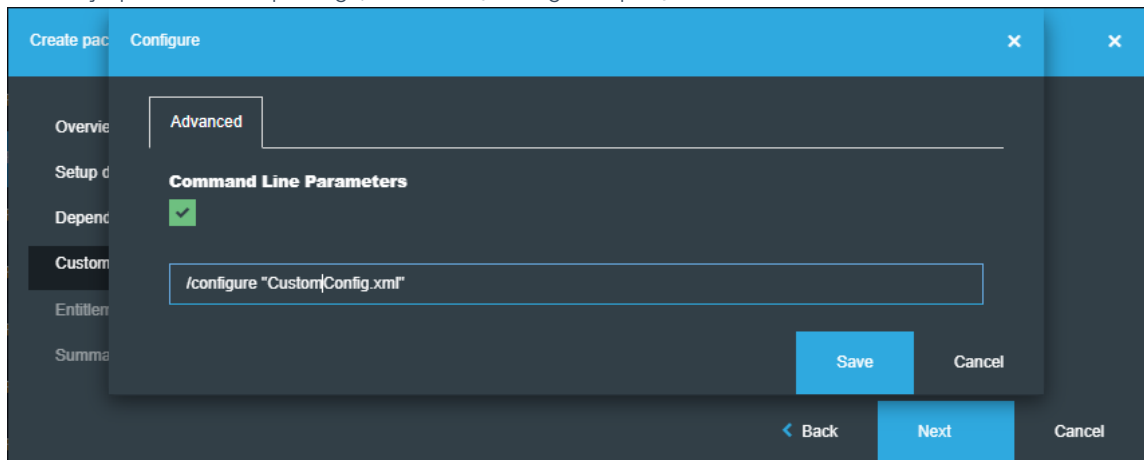 Create pac
Configure
Overvie
Setup d
Depend
Custom
Entitlem
Summa
Advanced
Command Line Parameters
/configure "CustomConfig.xml"
Save
Cancel
Back
Next
Cancel